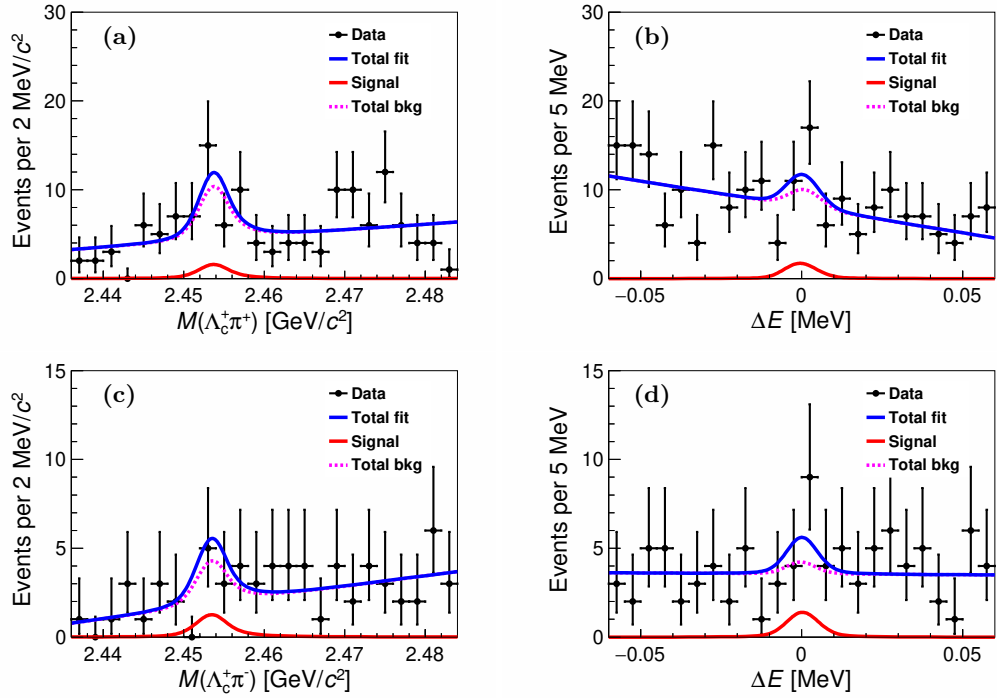 (a)
Data
Total fit
Signal
Total bkg
Events per 2 MeV/c²
30
20
10
0
2.44
2.45
2.46
2.47
2.48
M(Λc+π+) [GeV/c²]
(b)
Data
Total fit
Signal
Total bkg
Events per 5 MeV
30
20
10
0
−0.05
0
0.05
ΔE [MeV]
(c)
Data
Total fit
Signal
Total bkg
Events per 2 MeV/c²
15
10
5
0
2.44
2.45
2.46
2.47
2.48
M(Λc+π-) [GeV/c²]
(d)
Data
Total fit
Signal
Total bkg
Events per 5 MeV
15
10
5
0
−0.05
0
0.05
ΔE [MeV]